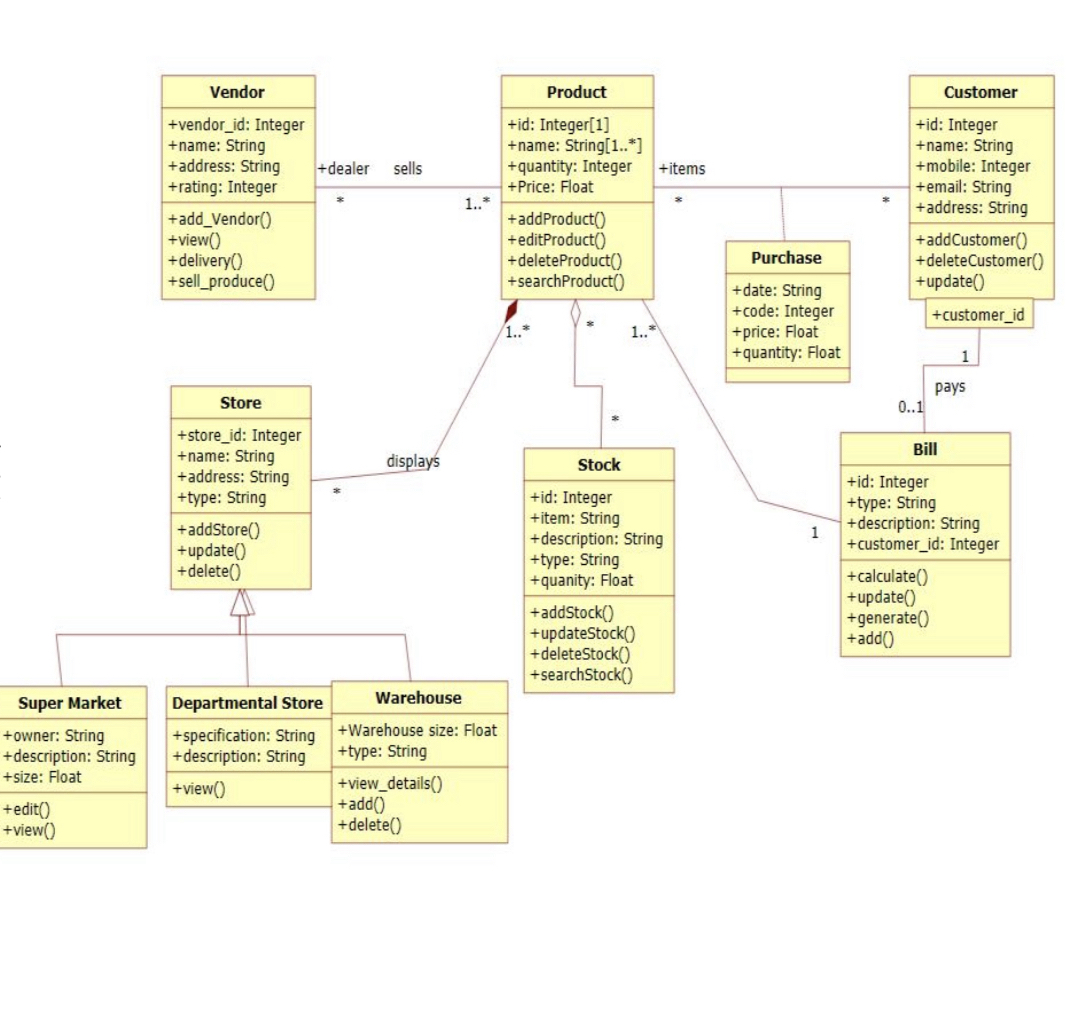 Vendor
+vendor_id: Integer
+name: String
+address: String
+rating: Integer
+add_Vendor()
+view()
+delivery()
+sell_produce()
+dealer sells
* 1..*
Product
+id: Integer[1]
+name: String[1..*]
+quantity: Integer
+Price: Float
+addProduct()
+editProduct()
+deleteProduct()
+searchProduct()
+items
* *
Customer
+id: Integer
+name: String
+mobile: Integer
+email: String
+address: String
+addCustomer()
+deleteCustomer()
+update()
+customer_id
Purchase
+date: String
+code: Integer
+price: Float
+quantity: Float
1..* * 1..*
1
pays
0..1
Store
+store_id: Integer
+name: String
+address: String
+type: String
+addStore()
+update()
+delete()
displays
*
*
Stock
+id: Integer
+item: String
+description: String
+type: String
+quanity: Float
+addStock()
+updateStock()
+deleteStock()
+searchStock()
1
Bill
+id: Integer
+type: String
+description: String
+customer_id: Integer
+calculate()
+update()
+generate()
+add()
Super Market
+owner: String
+description: String
+size: Float
+edit()
+view()
Departmental Store
+specification: String
+description: String
+view()
Warehouse
+Warehouse size: Float
+type: String
+view_details()
+add()
+delete()